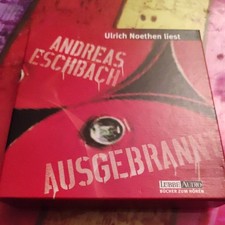 Ulrich Noethen liest
ANDREAS
ESCHBACH
AUSGEBRANNT
LÜBBE AUDIO
BÜCHER ZUM HÖREN